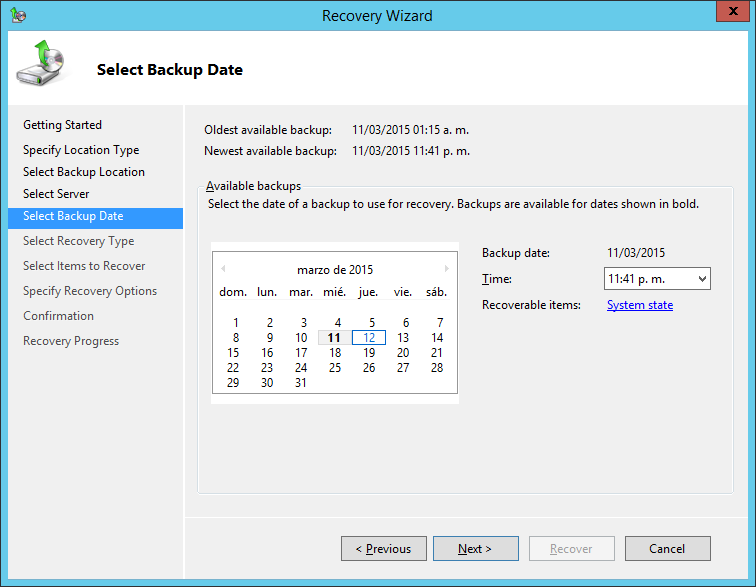 Recovery Wizard
x
Select Backup Date
Getting Started
Specify Location Type
Select Backup Location
Select Server
Select Backup Date
Select Recovery Type
Select Items to Recover
Specify Recovery Options
Confirmation
Recovery Progress
Oldest available backup: 11/03/2015 01:15 a. m.
Newest available backup: 11/03/2015 11:41 p. m.
Available backups
Select the date of a backup to use for recovery. Backups are available for dates shown in bold.
marzo de 2015
dom. lun. mar. mié. jue. vie. sáb.
1 2 3 4 5 6 7
8 9 10 11 12 13 14
15 16 17 18 19 20 21
22 23 24 25 26 27 28
29 30 31
Backup date: 11/03/2015
Time: 11:41 p. m.
Recoverable items: System state
< Previous Next > Recover Cancel